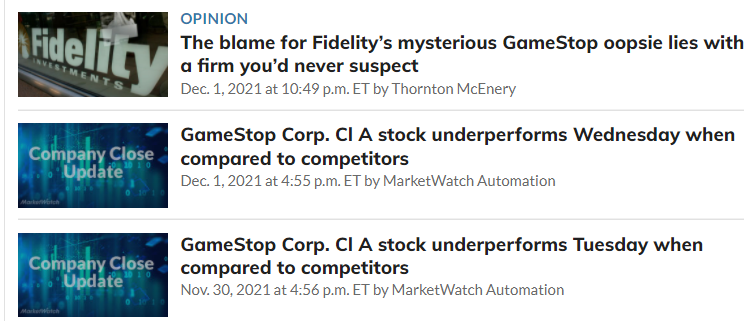 OPINION
Fidelity
INVESTMENTS
The blame for Fidelity's mysterious GameStop oopsie lies with
a firm you'd never suspect
Dec. 1, 2021 at 10:49 p.m. ET by Thornton McEnery
Company Close
Update
MarketWatch
GameStop Corp. Cl A stock underperforms Wednesday when
compared to competitors
Dec. 1, 2021 at 4:55 p.m. ET by MarketWatch Automation
Company Close
Update
MarketWatch
GameStop Corp. Cl A stock underperforms Tuesday when
compared to competitors
Nov. 30, 2021 at 4:56 p.m. ET by MarketWatch Automation